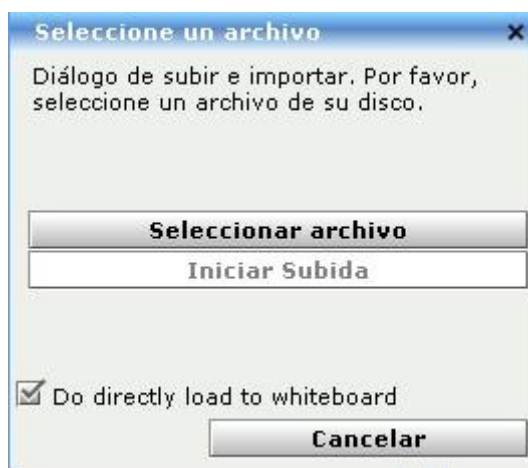 Seleccione un archivo
Diálogo de subir e importar. Por favor,
seleccione un archivo de su disco.
Seleccionar archivo
Iniciar Subida
Do directly load to whiteboard
Cancelar